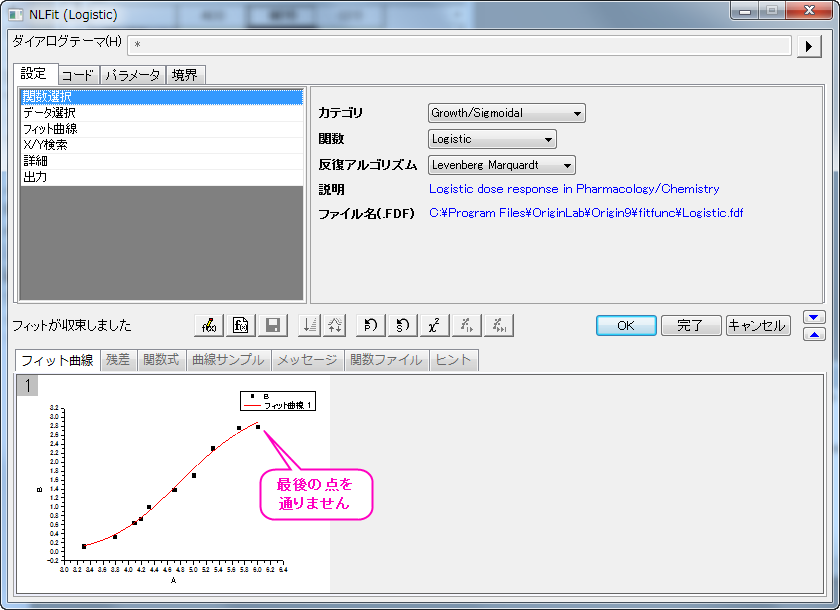 NLFit (Logistic)
ダイアログテーマ(H) *
設定 コード パラメータ 境界
関数選択
データ選択
フィット曲線
X/Y検索
詳細
出力
カテゴリ Growth/Sigmoidal
関数 Logistic
反復アルゴリズム Levenberg Marquardt
説明 Logistic dose response in Pharmacology/Chemistry
ファイル名(.FDF) C:¥Program Files¥OriginLab¥Origin9¥fitfunc¥Logistic.fdf
フィットが収束しました
OK 完了 キャンセル
フィット曲線 残差 関数式 曲線サンプル メッセージ 関数ファイル ヒント
1
B
フィット曲線 1
3.2
3.0
2.8
2.6
2.4
2.2
2.0
1.8
1.6
1.4
1.2
1.0
0.8
0.6
0.4
0.2
0.0
-0.2
B
3.0 3.2 3.4 3.6 3.8 4.0 4.2 4.4 4.6 4.8 5.0 5.2 5.4 5.6 5.8 6.0 6.2 6.4
A
最後の点を
通りません